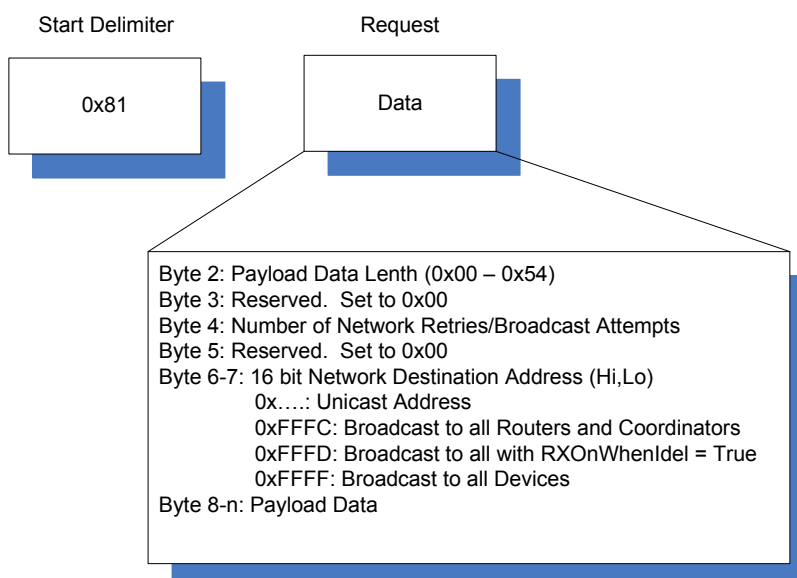 Start Delimiter
Request
0x81
Data
Byte 2: Payload Data Lenth (0x00 – 0x54)
Byte 3: Reserved.  Set to 0x00
Byte 4: Number of Network Retries/Broadcast Attempts
Byte 5: Reserved.  Set to 0x00
Byte 6-7: 16 bit Network Destination Address (Hi,Lo)
0x….: Unicast Address
0xFFFC: Broadcast to all Routers and Coordinators
0xFFFD: Broadcast to all with RXOnWhenIdel = True
0xFFFF: Broadcast to all Devices
Byte 8-n: Payload Data